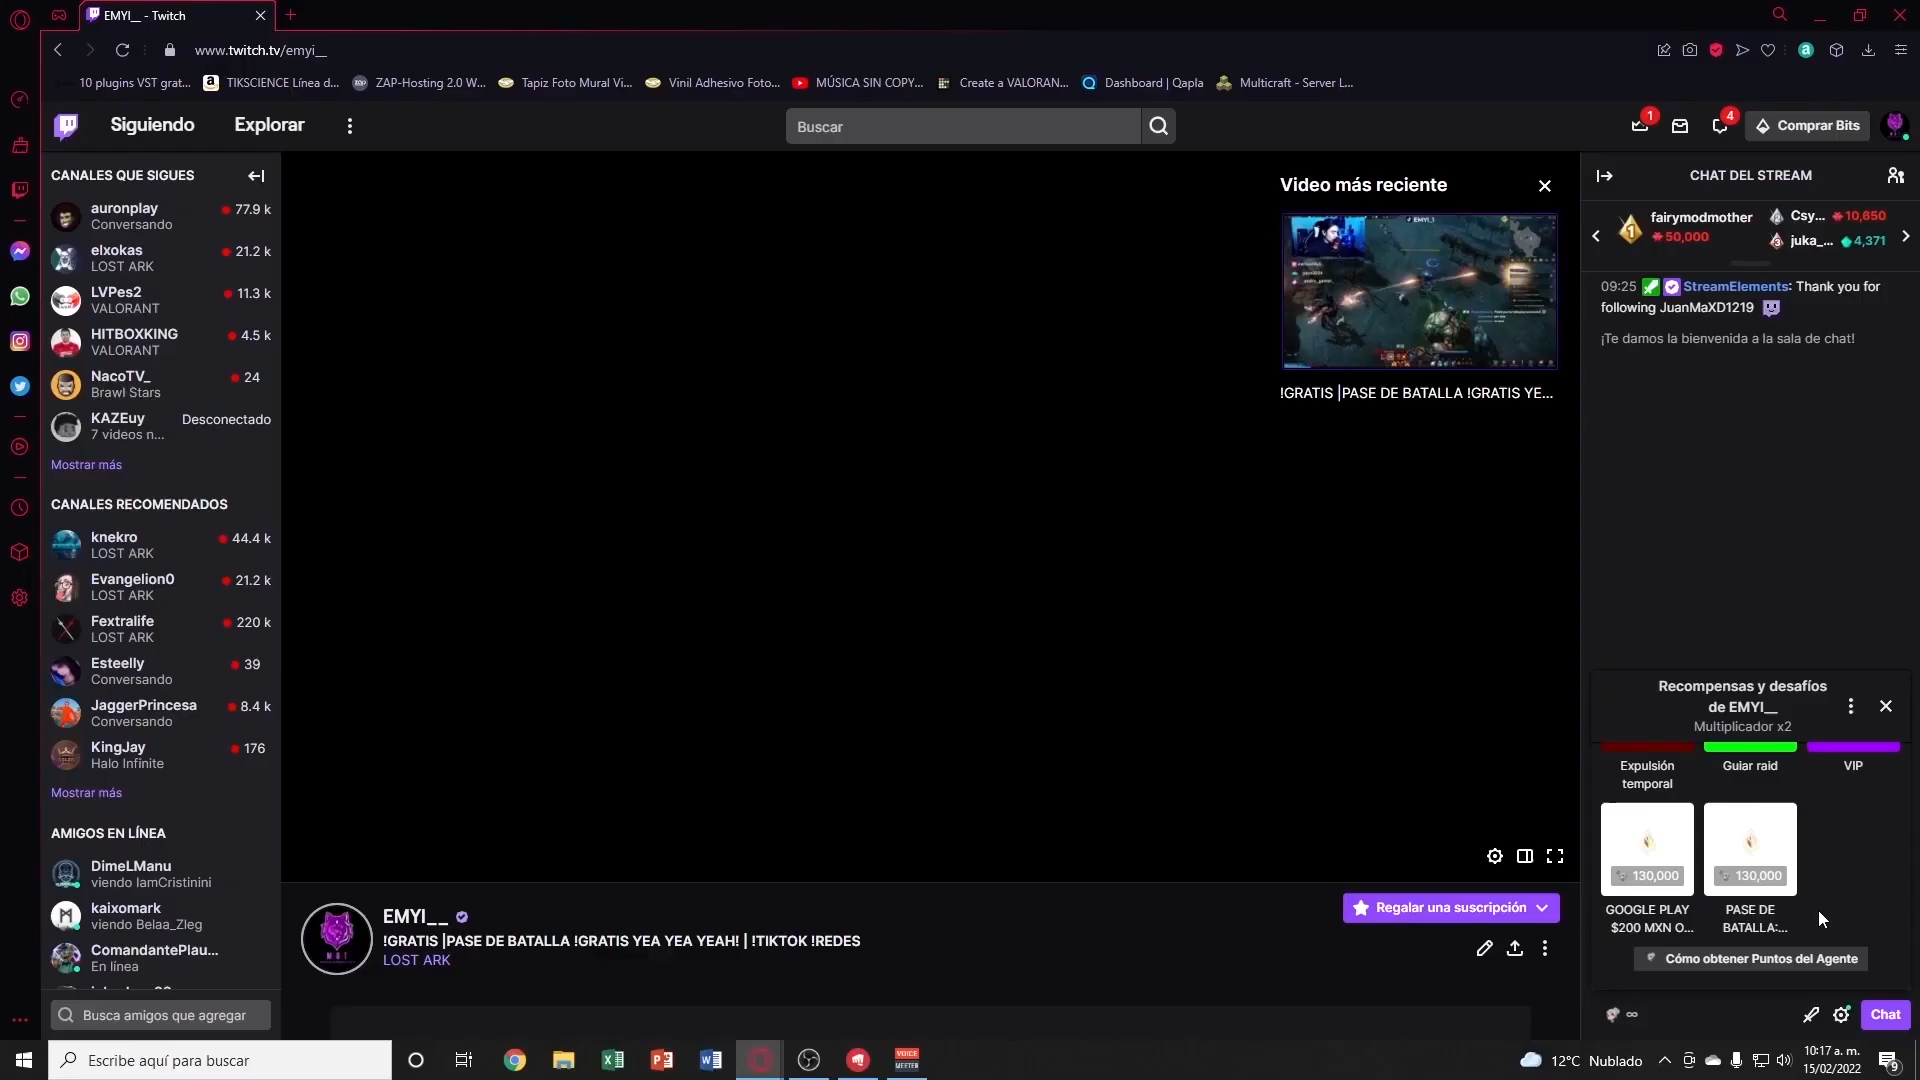 EMYI__ - Twitch
www.twitch.tv/emyi__
10 plugins VST grat...
TIKSCIENCE Línea d...
ZAP-Hosting 2.0 W...
Tapiz Foto Mural Vi...
Vinil Adhesivo Foto...
MÚSICA SIN COPY...
Create a VALORAN...
Dashboard | Qapla
Multicraft - Server L...
Siguiendo
Explorar
Buscar
1
4
Comprar Bits
CANALES QUE SIGUES
auronplay
77.9 k
Conversando
elxokas
21.2 k
LOST ARK
LVPes2
11.3 k
VALORANT
HITBOXKING
4.5 k
VALORANT
NacoTV_
24
Brawl Stars
KAZEuy
Desconectado
7 videos n...
Mostrar más
CANALES RECOMENDADOS
knekro
44.4 k
LOST ARK
Evangelion0
21.2 k
LOST ARK
Fextralife
220 k
LOST ARK
Esteelly
39
Conversando
JaggerPrincesa
8.4 k
Conversando
KingJay
176
Halo Infinite
Mostrar más
AMIGOS EN LÍNEA
DimeLManu
viendo IamCristinini
kaixomark
viendo Belaa_Zleg
ComandantePlau...
En línea
Busca amigos que agregar
Video más reciente
EMYI_1
!GRATIS |PASE DE BATALLA !GRATIS YE...
EMYI__
!GRATIS |PASE DE BATALLA !GRATIS YEA YEA YEAH! | !TIKTOK !REDES
LOST ARK
Regalar una suscripción
CHAT DEL STREAM
1
fairymodmother
50,000
Csy...
10,650
juka_...
4,371
09:25 StreamElements: Thank you for
following JuanMaXD1219
¡Te damos la bienvenida a la sala de chat!
Recompensas y desafíos
de EMYI__
Multiplicador x2
Expulsión
temporal
Guiar raid
VIP
130,000
130,000
GOOGLE PLAY
$200 MXN O...
PASE DE
BATALLA:...
Cómo obtener Puntos del Agente
∞
Chat
Escribe aquí para buscar
VOICE
MEETER
12°C Nublado
10:17 a. m.
15/02/2022
9